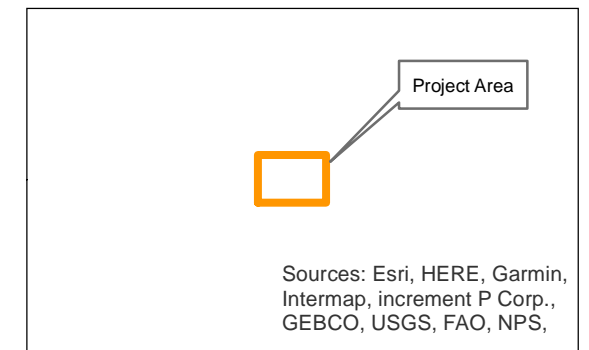 Project Area
Sources: Esri, HERE, Garmin,
Intermap, increment P Corp.,
GEBCO, USGS, FAO, NPS,